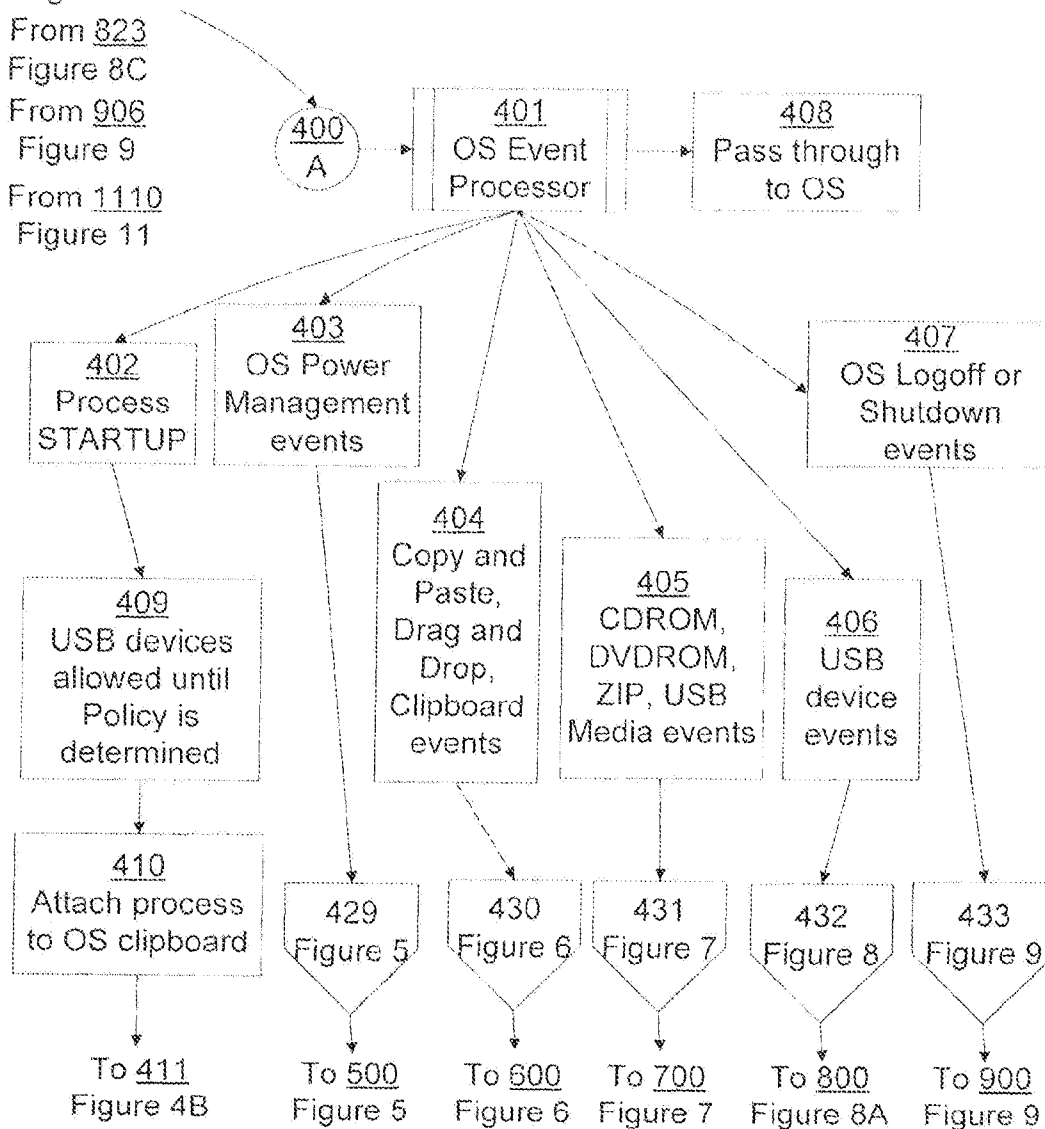 From 823
Figure 8C
From 906
Figure 9
From 1110
Figure 11
400
A
401
OS Event
Processor
408
Pass through
to OS
402
Process
STARTUP
403
OS Power
Management
events
404
Copy and
Paste,
Drag and
Drop,
Clipboard
events
405
CDROM,
DVDROM,
ZIP, USB
Media events
406
USB
device
events
407
OS Logoff or
Shutdown
events
409
USB devices
allowed until
Policy is
determined
410
Attach process
to OS clipboard
429
Figure 5
430
Figure 6
431
Figure 7
432
Figure 8
433
Figure 9
To 411
Figure 4B
To 500
Figure 5
To 600
Figure 6
To 700
Figure 7
To 800
Figure 8A
To 900
Figure 9